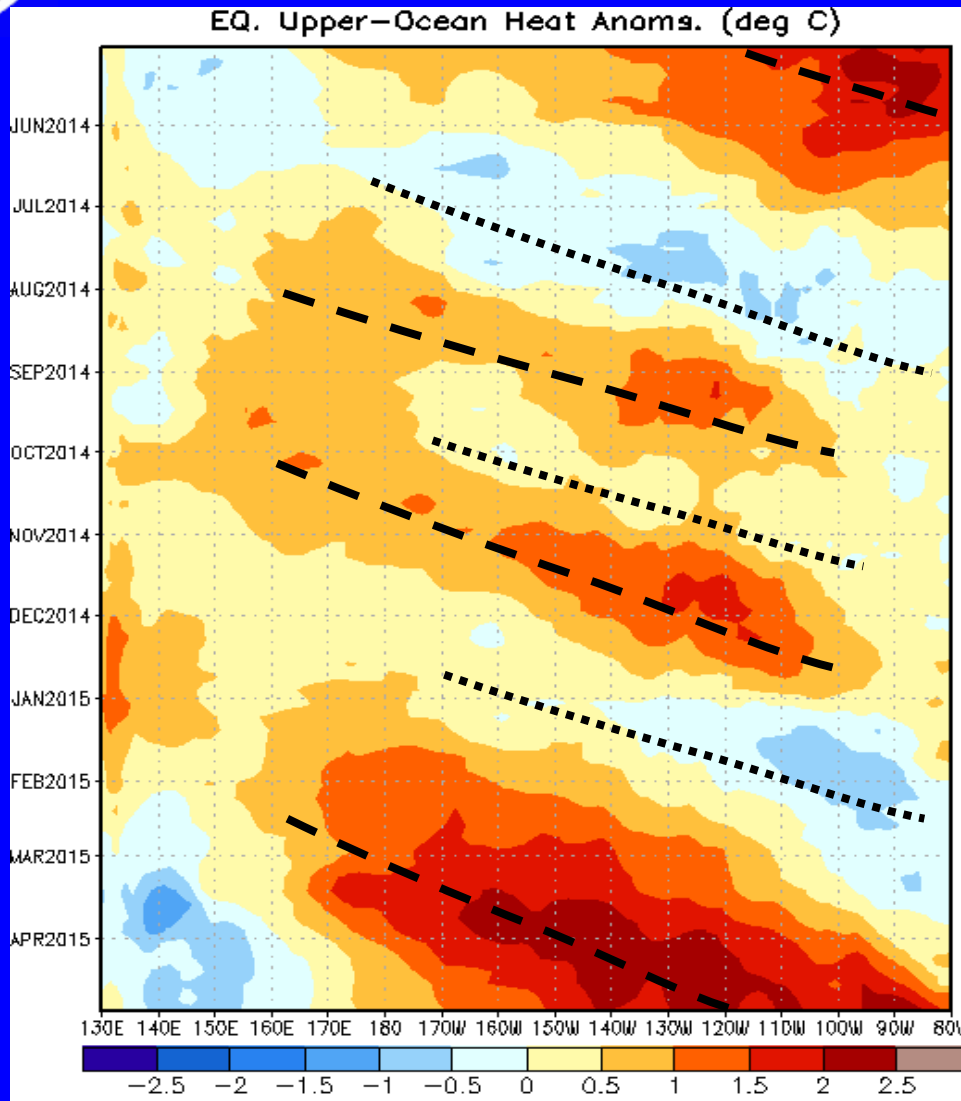 EQ. Upper-Ocean Heat Anoms. (deg C)
JUN2014
JUL2014
AUG2014
SEP2014
OCT2014
NOV2014
DEC2014
JAN2015
FEB2015
MAR2015
APR2015
130E 140E 150E 160E 170E 180 170W 160W 150W 140W 130W 120W 110W 100W 90W 80W
-2.5 -2 -1.5 -1 -0.5 0 0.5 1 1.5 2 2.5